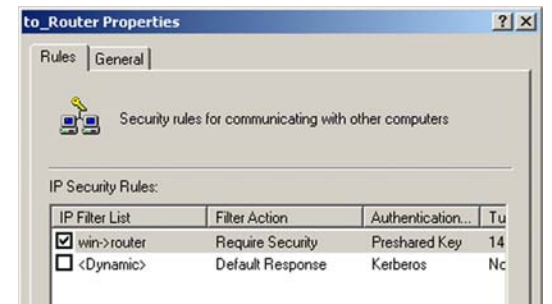 to_Router Properties
Rules General
Security rules for communicating with other computers
IP Security Rules:
IP Filter List Filter Action Authentication... Tu
win->router Require Security Preshared Key 14
<Dynamic> Default Response Kerberos Nc